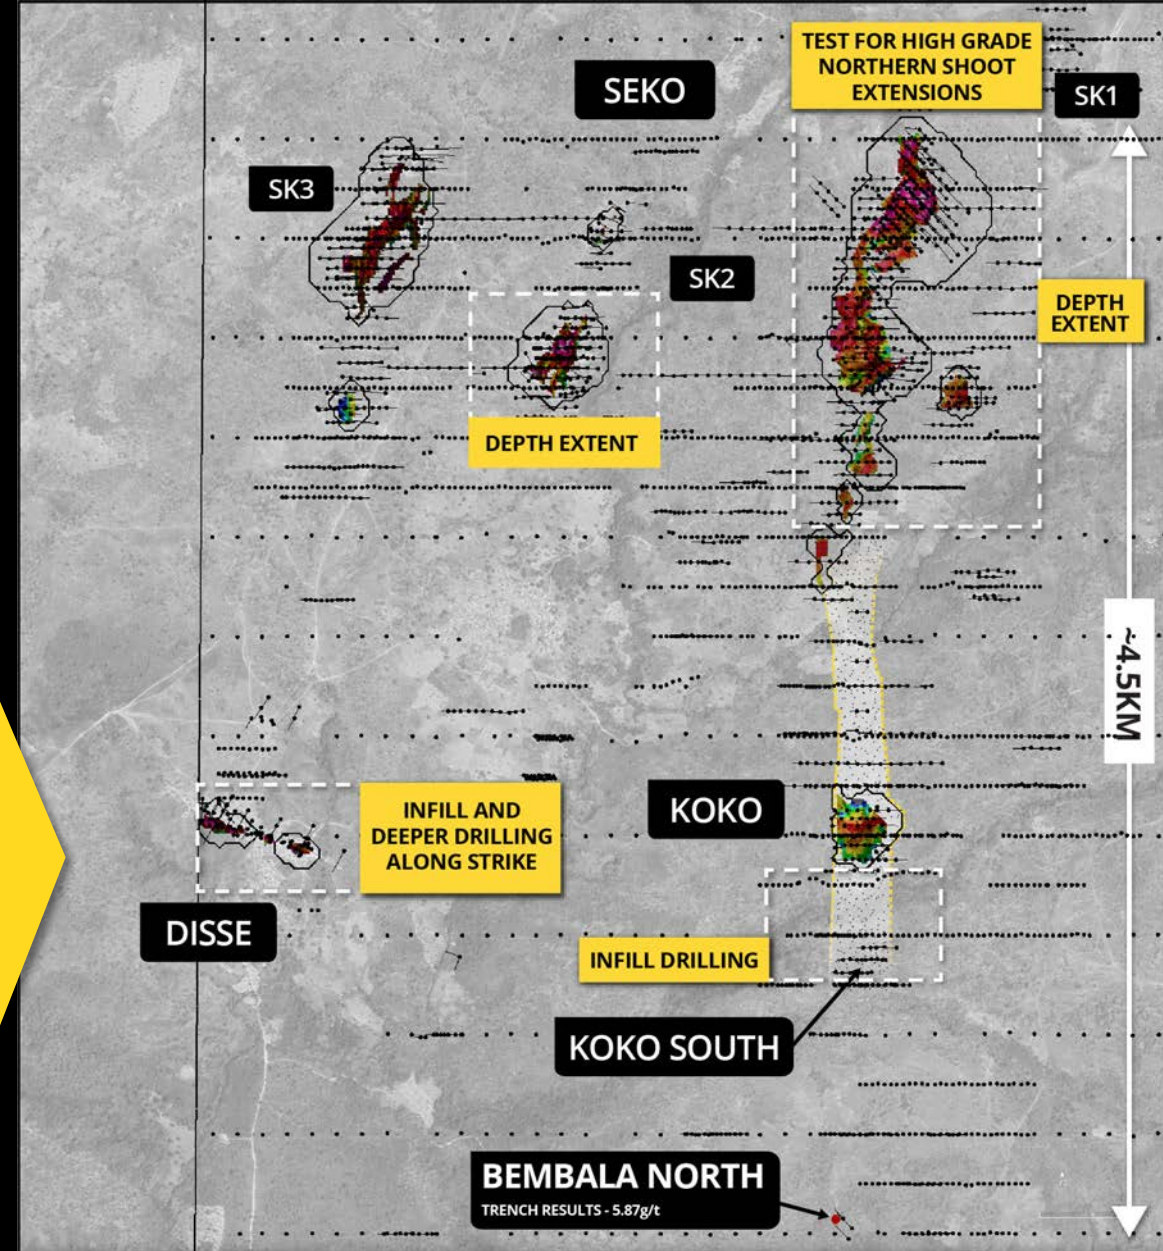 TEST FOR HIGH GRADE
NORTHERN SHOOT
EXTENSIONS
SEKO
SK1
SK3
SK2
DEPTH
EXTENT
DEPTH EXTENT
~4.5KM
KOKO
INFILL AND
DEEPER DRILLING
ALONG STRIKE
DISSE
INFILL DRILLING
KOKO SOUTH
BEMBALA NORTH
TRENCH RESULTS - 5.87g/t